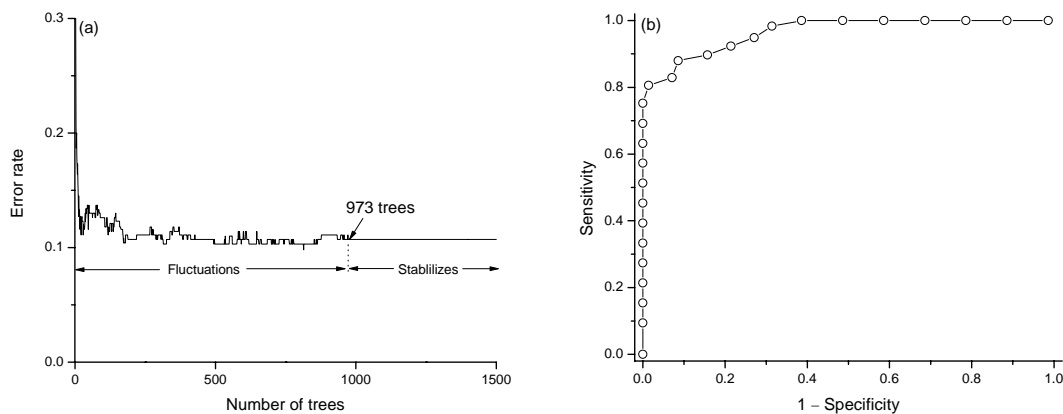 (a)
0.3
0.2
0.1
0.0
Error rate
973 trees
Fluctuations
Stablilizes
0
500
1000
1500
Number of trees
(b)
1.0
0.8
0.6
0.4
0.2
0.0
Sensitivity
0.0
0.2
0.4
0.6
0.8
1.0
1 – Specificity